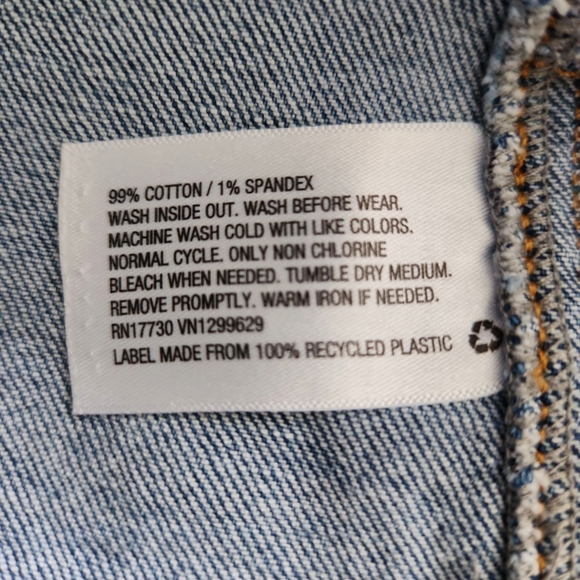 99% COTTON / 1% SPANDEX
WASH INSIDE OUT. WASH BEFORE WEAR.
MACHINE WASH COLD WITH LIKE COLORS.
NORMAL CYCLE. ONLY NON CHLORINE
BLEACH WHEN NEEDED. TUMBLE DRY MEDIUM.
REMOVE PROMPTLY. WARM IRON IF NEEDED.
RN17730 VN1299629
LABEL MADE FROM 100% RECYCLED PLASTIC